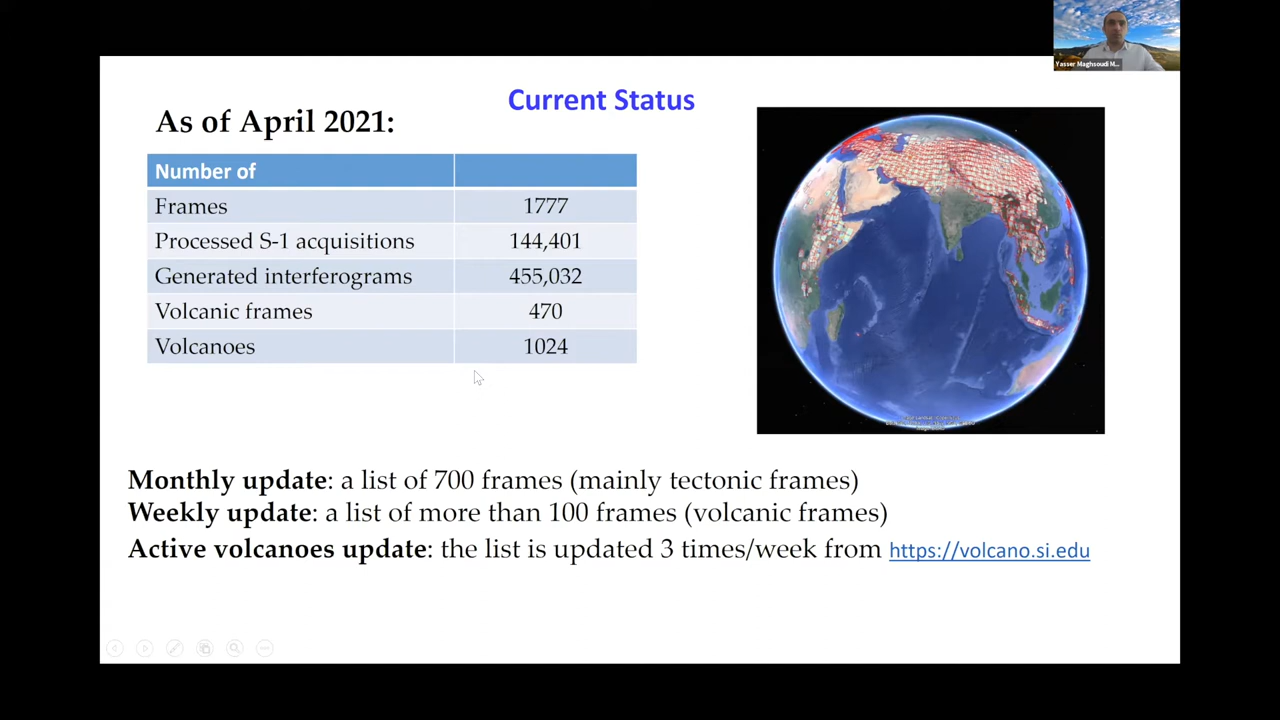 Yasser Maghsoudi M...
Current Status
As of April 2021:
Number of
Frames 1777
Processed S-1 acquisitions 144,401
Generated interferograms 455,032
Volcanic frames 470
Volcanoes 1024
Monthly update: a list of 700 frames (mainly tectonic frames)
Weekly update: a list of more than 100 frames (volcanic frames)
Active volcanoes update: the list is updated 3 times/week from https://volcano.si.edu